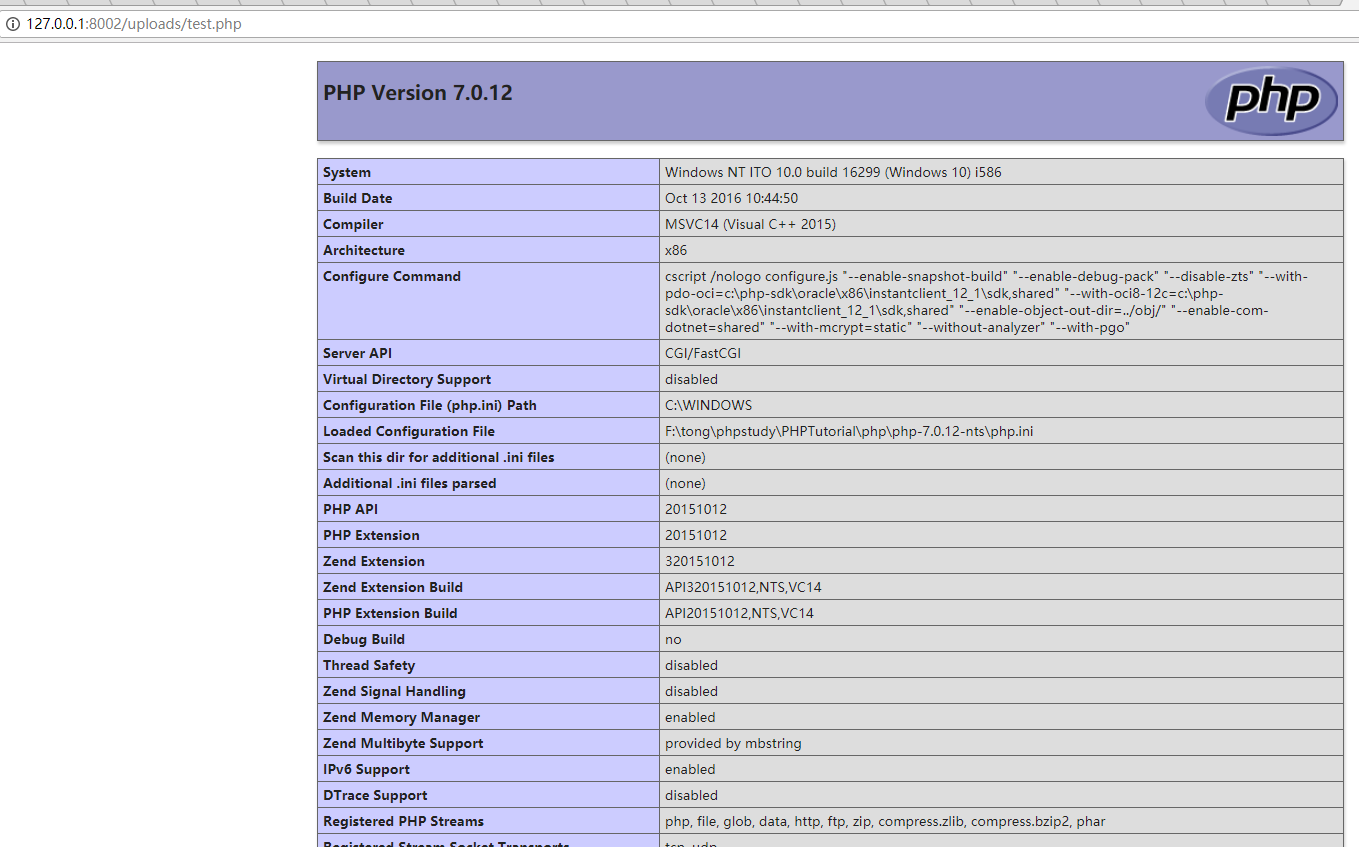 127.0.0.1:8002/uploads/test.php
PHP Version 7.0.12
php
System Windows NT ITO 10.0 build 16299 (Windows 10) i586
Build Date Oct 13 2016 10:44:50
Compiler MSVC14 (Visual C++ 2015)
Architecture x86
Configure Command cscript /nologo configure.js "--enable-snapshot-build" "--enable-debug-pack" "--disable-zts" "--with-
pdo-oci=c:\php-sdk\oracle\x86\instantclient_12_1\sdk,shared" "--with-oci8-12c=c:\php-
sdk\oracle\x86\instantclient_12_1\sdk,shared" "--enable-object-out-dir=../obj/" "--enable-com-
dotnet=shared" "--with-mcrypt=static" "--without-analyzer" "--with-pgo"
Server API CGI/FastCGI
Virtual Directory Support disabled
Configuration File (php.ini) Path C:\WINDOWS
Loaded Configuration File F:\tong\phpstudy\PHPTutorial\php\php-7.0.12-nts\php.ini
Scan this dir for additional .ini files (none)
Additional .ini files parsed (none)
PHP API 20151012
PHP Extension 20151012
Zend Extension 320151012
Zend Extension Build API320151012,NTS,VC14
PHP Extension Build API20151012,NTS,VC14
Debug Build no
Thread Safety disabled
Zend Signal Handling disabled
Zend Memory Manager enabled
Zend Multibyte Support provided by mbstring
IPv6 Support enabled
DTrace Support disabled
Registered PHP Streams php, file, glob, data, http, ftp, zip, compress.zlib, compress.bzip2, phar
Registered Stream Socket Transports tcp, udp